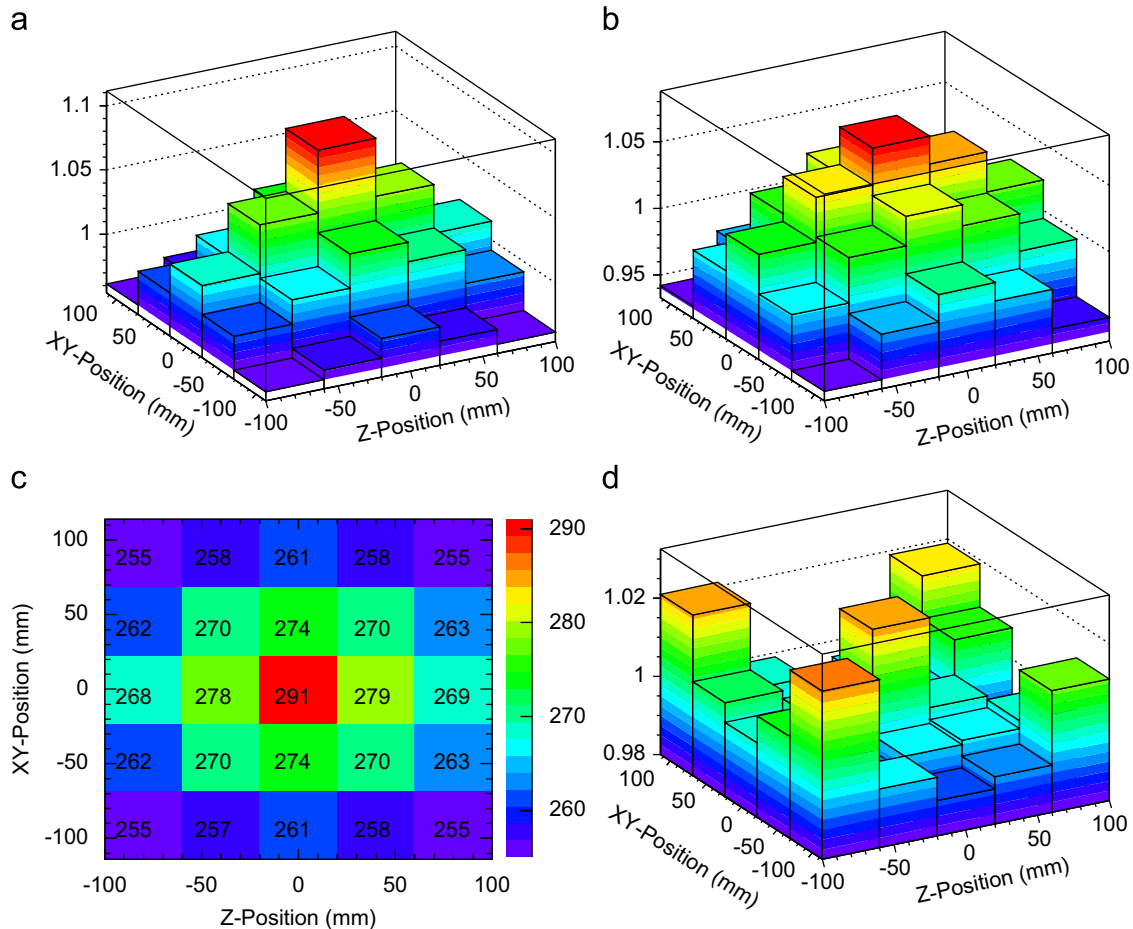 a
1.1
1.05
1
100
50
0
-50
-100
XY-Position (mm)
-100
-50
0
50
100
Z-Position (mm)
b
1.05
1
0.95
100
50
0
-50
-100
XY-Position (mm)
-100
-50
0
50
100
Z-Position (mm)
c
100
50
0
-50
-100
XY-Position (mm)
255 258 261 258 255
262 270 274 270 263
268 278 291 279 269
262 270 274 270 263
255 257 261 258 255
-100 -50 0 50 100
Z-Position (mm)
290
280
270
260
d
1.02
1
0.98
100
50
0
-50
-100
XY-Position (mm)
-100
-50
0
50
100
Z-Position (mm)